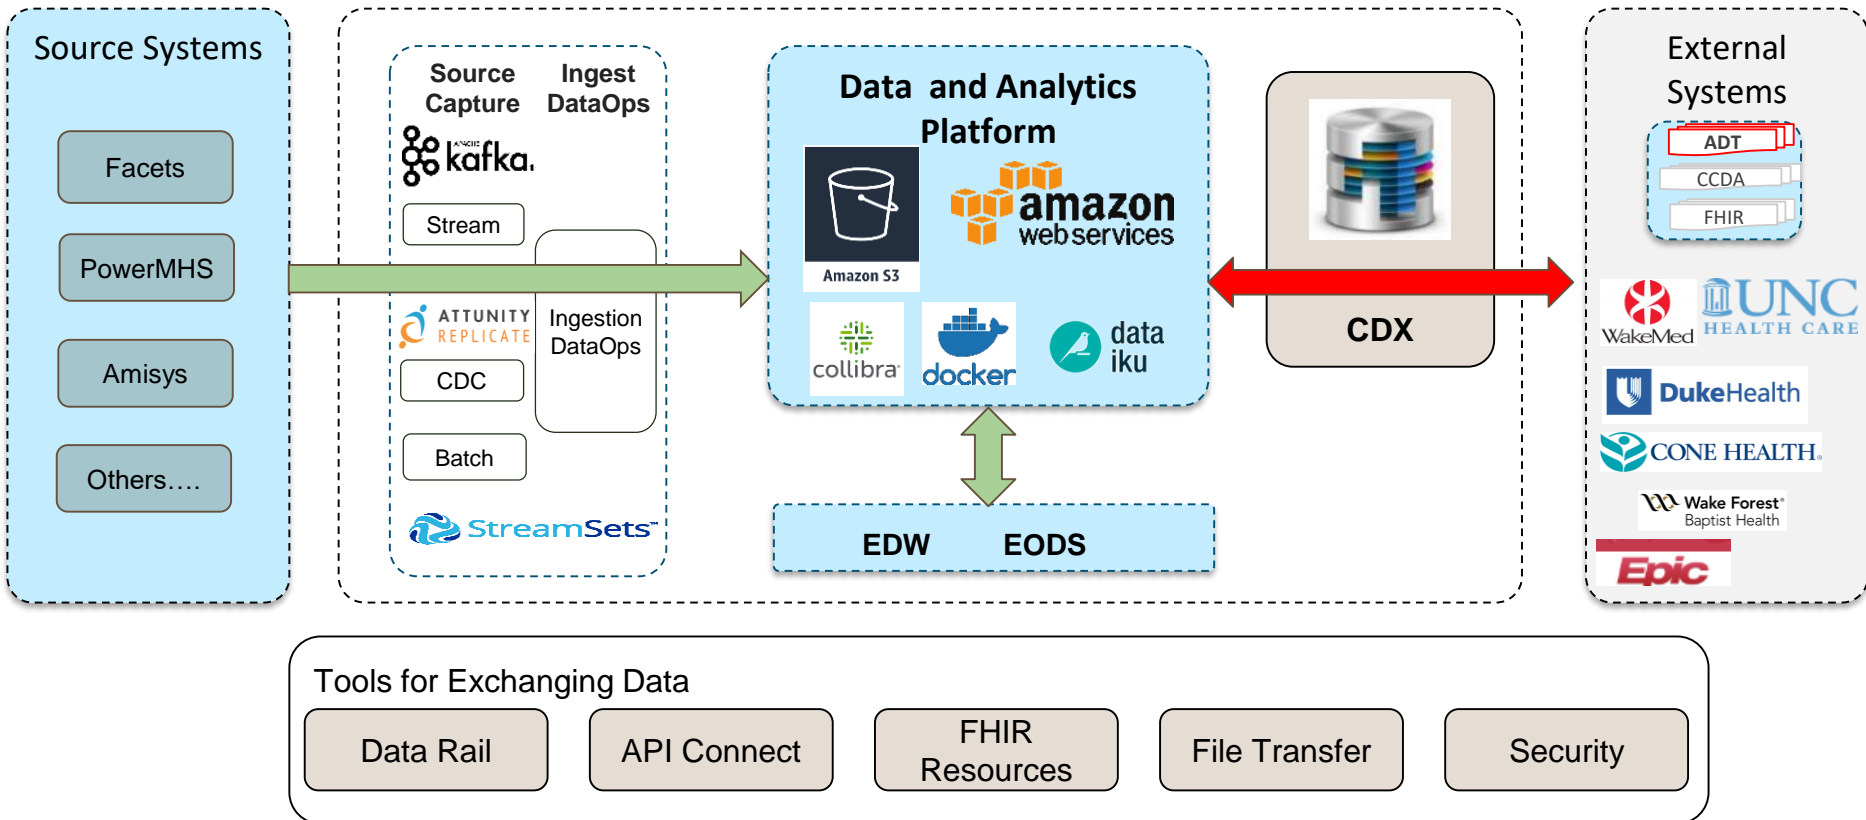 Source Systems
Facets
PowerMHS
Amisys
Others....
Source
Capture
Ingest
DataOps
APACHE
kafka.
Stream
ATTUNITY
REPLICATE
CDC
Batch
StreamSets™
Ingestion
DataOps
Data and Analytics
Platform
Amazon S3
amazon
web services
collibra
docker
data
iku
EDW EODS
CDX
External
Systems
ADT
CCDA
FHIR
WakeMed
UNC
HEALTH CARE
DukeHealth
CONE HEALTH®
Wake Forest®
Baptist Health
Epic
Tools for Exchanging Data
Data Rail
API Connect
FHIR
Resources
File Transfer
Security